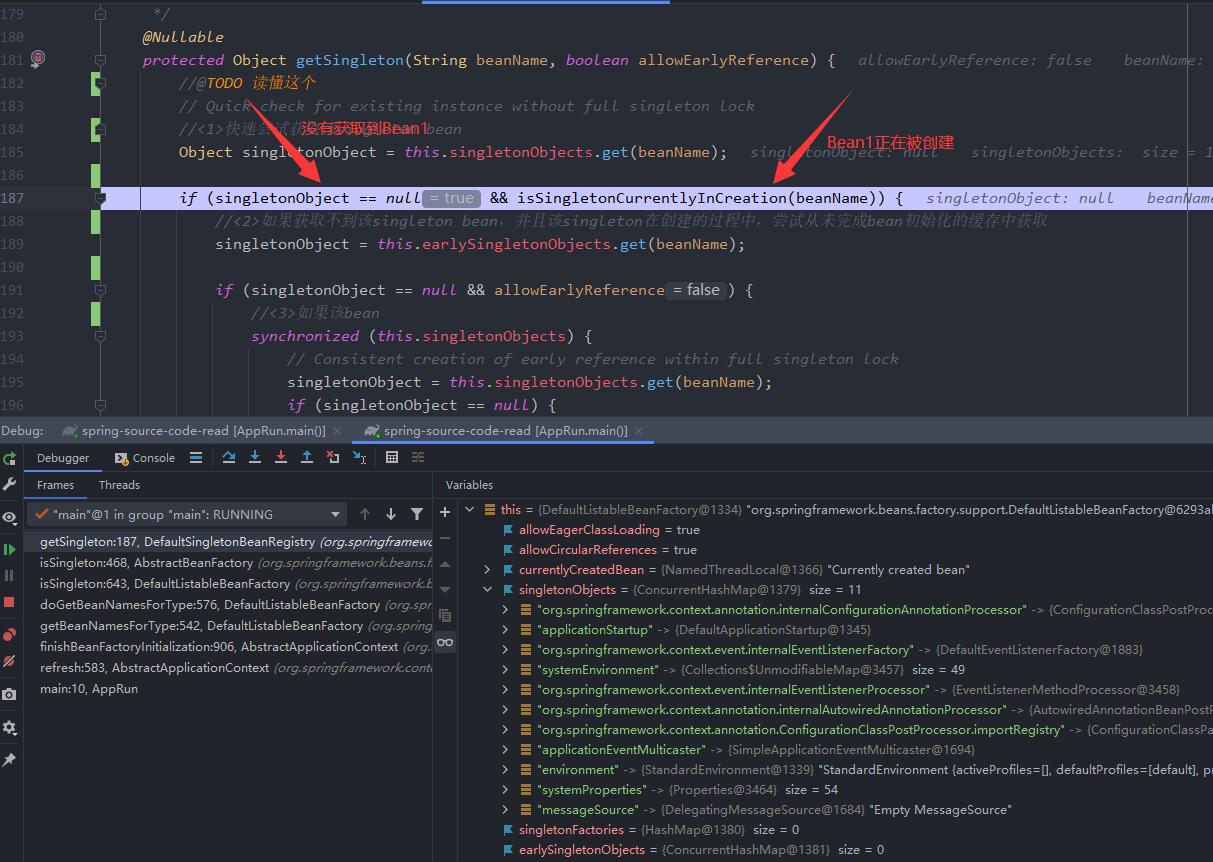 179 */
180 @Nullable
181 protected Object getSingleton(String beanName, boolean allowEarlyReference) { allowEarlyReference: false beanName:
182 //@TODO 读懂这个
183 // Quick check for existing instance without full singleton lock
184 //<1>快速尝试 bean
没有获取到Bean1
Bean1正在被创建
185 Object singletonObject = this.singletonObjects.get(beanName); singletonObject: null singletonObjects: size = 1
186
187 if (singletonObject == null = true && isSingletonCurrentlyInCreation(beanName)) { singletonObject: null beanName
188 //<2>如果获取不到该singleton bean，并且该singleton在创建的过程中，尝试从未完成bean初始化的缓存中获取
189 singletonObject = this.earlySingletonObjects.get(beanName);
190
191 if (singletonObject == null && allowEarlyReference = false ) {
192 //<3>如果该bean
193 synchronized (this.singletonObjects) {
194 // Consistent creation of early reference within full singleton lock
195 singletonObject = this.singletonObjects.get(beanName);
196 if (singletonObject == null) {
Debug: spring-source-code-read [AppRun.main()] × spring-source-code-read [AppRun.main()] ×
Debugger Console
Frames Threads Variables
"main"@1 in group "main": RUNNING
getSingleton:187, DefaultSingletonBeanRegistry (org.springframewo
isSingleton:468, AbstractBeanFactory (org.springframework.beans.f
isSingleton:643, DefaultListableBeanFactory (org.springframework.b
doGetBeanNamesForType:576, DefaultListableBeanFactory (org.spr
getBeanNamesForType:542, DefaultListableBeanFactory (org.spring
finishBeanFactoryInitialization:906, AbstractApplicationContext (org.
refresh:583, AbstractApplicationContext (org.springframework.cont
main:10, AppRun
this = {DefaultListableBeanFactory@1334} "org.springframework.beans.factory.support.DefaultListableBeanFactory@6293al
allowEagerClassLoading = true
allowCircularReferences = true
currentlyCreatedBean = {NamedThreadLocal@1366} "Currently created bean"
singletonObjects = {ConcurrentHashMap@1379} size = 11
"org.springframework.context.annotation.internalConfigurationAnnotationProcessor" -> {ConfigurationClassPostProc
"applicationStartup" -> {DefaultApplicationStartup@1345}
"org.springframework.context.event.internalEventListenerFactory" -> {DefaultEventListenerFactory@1883}
"systemEnvironment" -> {Collections$UnmodifiableMap@3457} size = 49
"org.springframework.context.event.internalEventListenerProcessor" -> {EventListenerMethodProcessor@3458}
"org.springframework.context.annotation.internalAutowiredAnnotationProcessor" -> {AutowiredAnnotationBeanPost
"org.springframework.context.annotation.ConfigurationClassPostProcessor.importRegistry" -> {ConfigurationClassPa
"applicationEventMulticaster" -> {SimpleApplicationEventMulticaster@1694}
"environment" -> {StandardEnvironment@1339} "StandardEnvironment {activeProfiles=[], defaultProfiles=[default], pr
"systemProperties" -> {Properties@3464} size = 54
"messageSource" -> {DelegatingMessageSource@1684} "Empty MessageSource"
singletonFactories = {HashMap@1380} size = 0
earlySingletonObjects = {ConcurrentHashMap@1381} size = 0